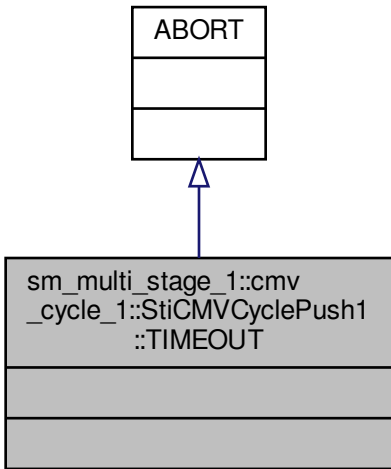 ABORT
sm_multi_stage_1::cmv
_cycle_1::StiCMVCyclePush1
::TIMEOUT